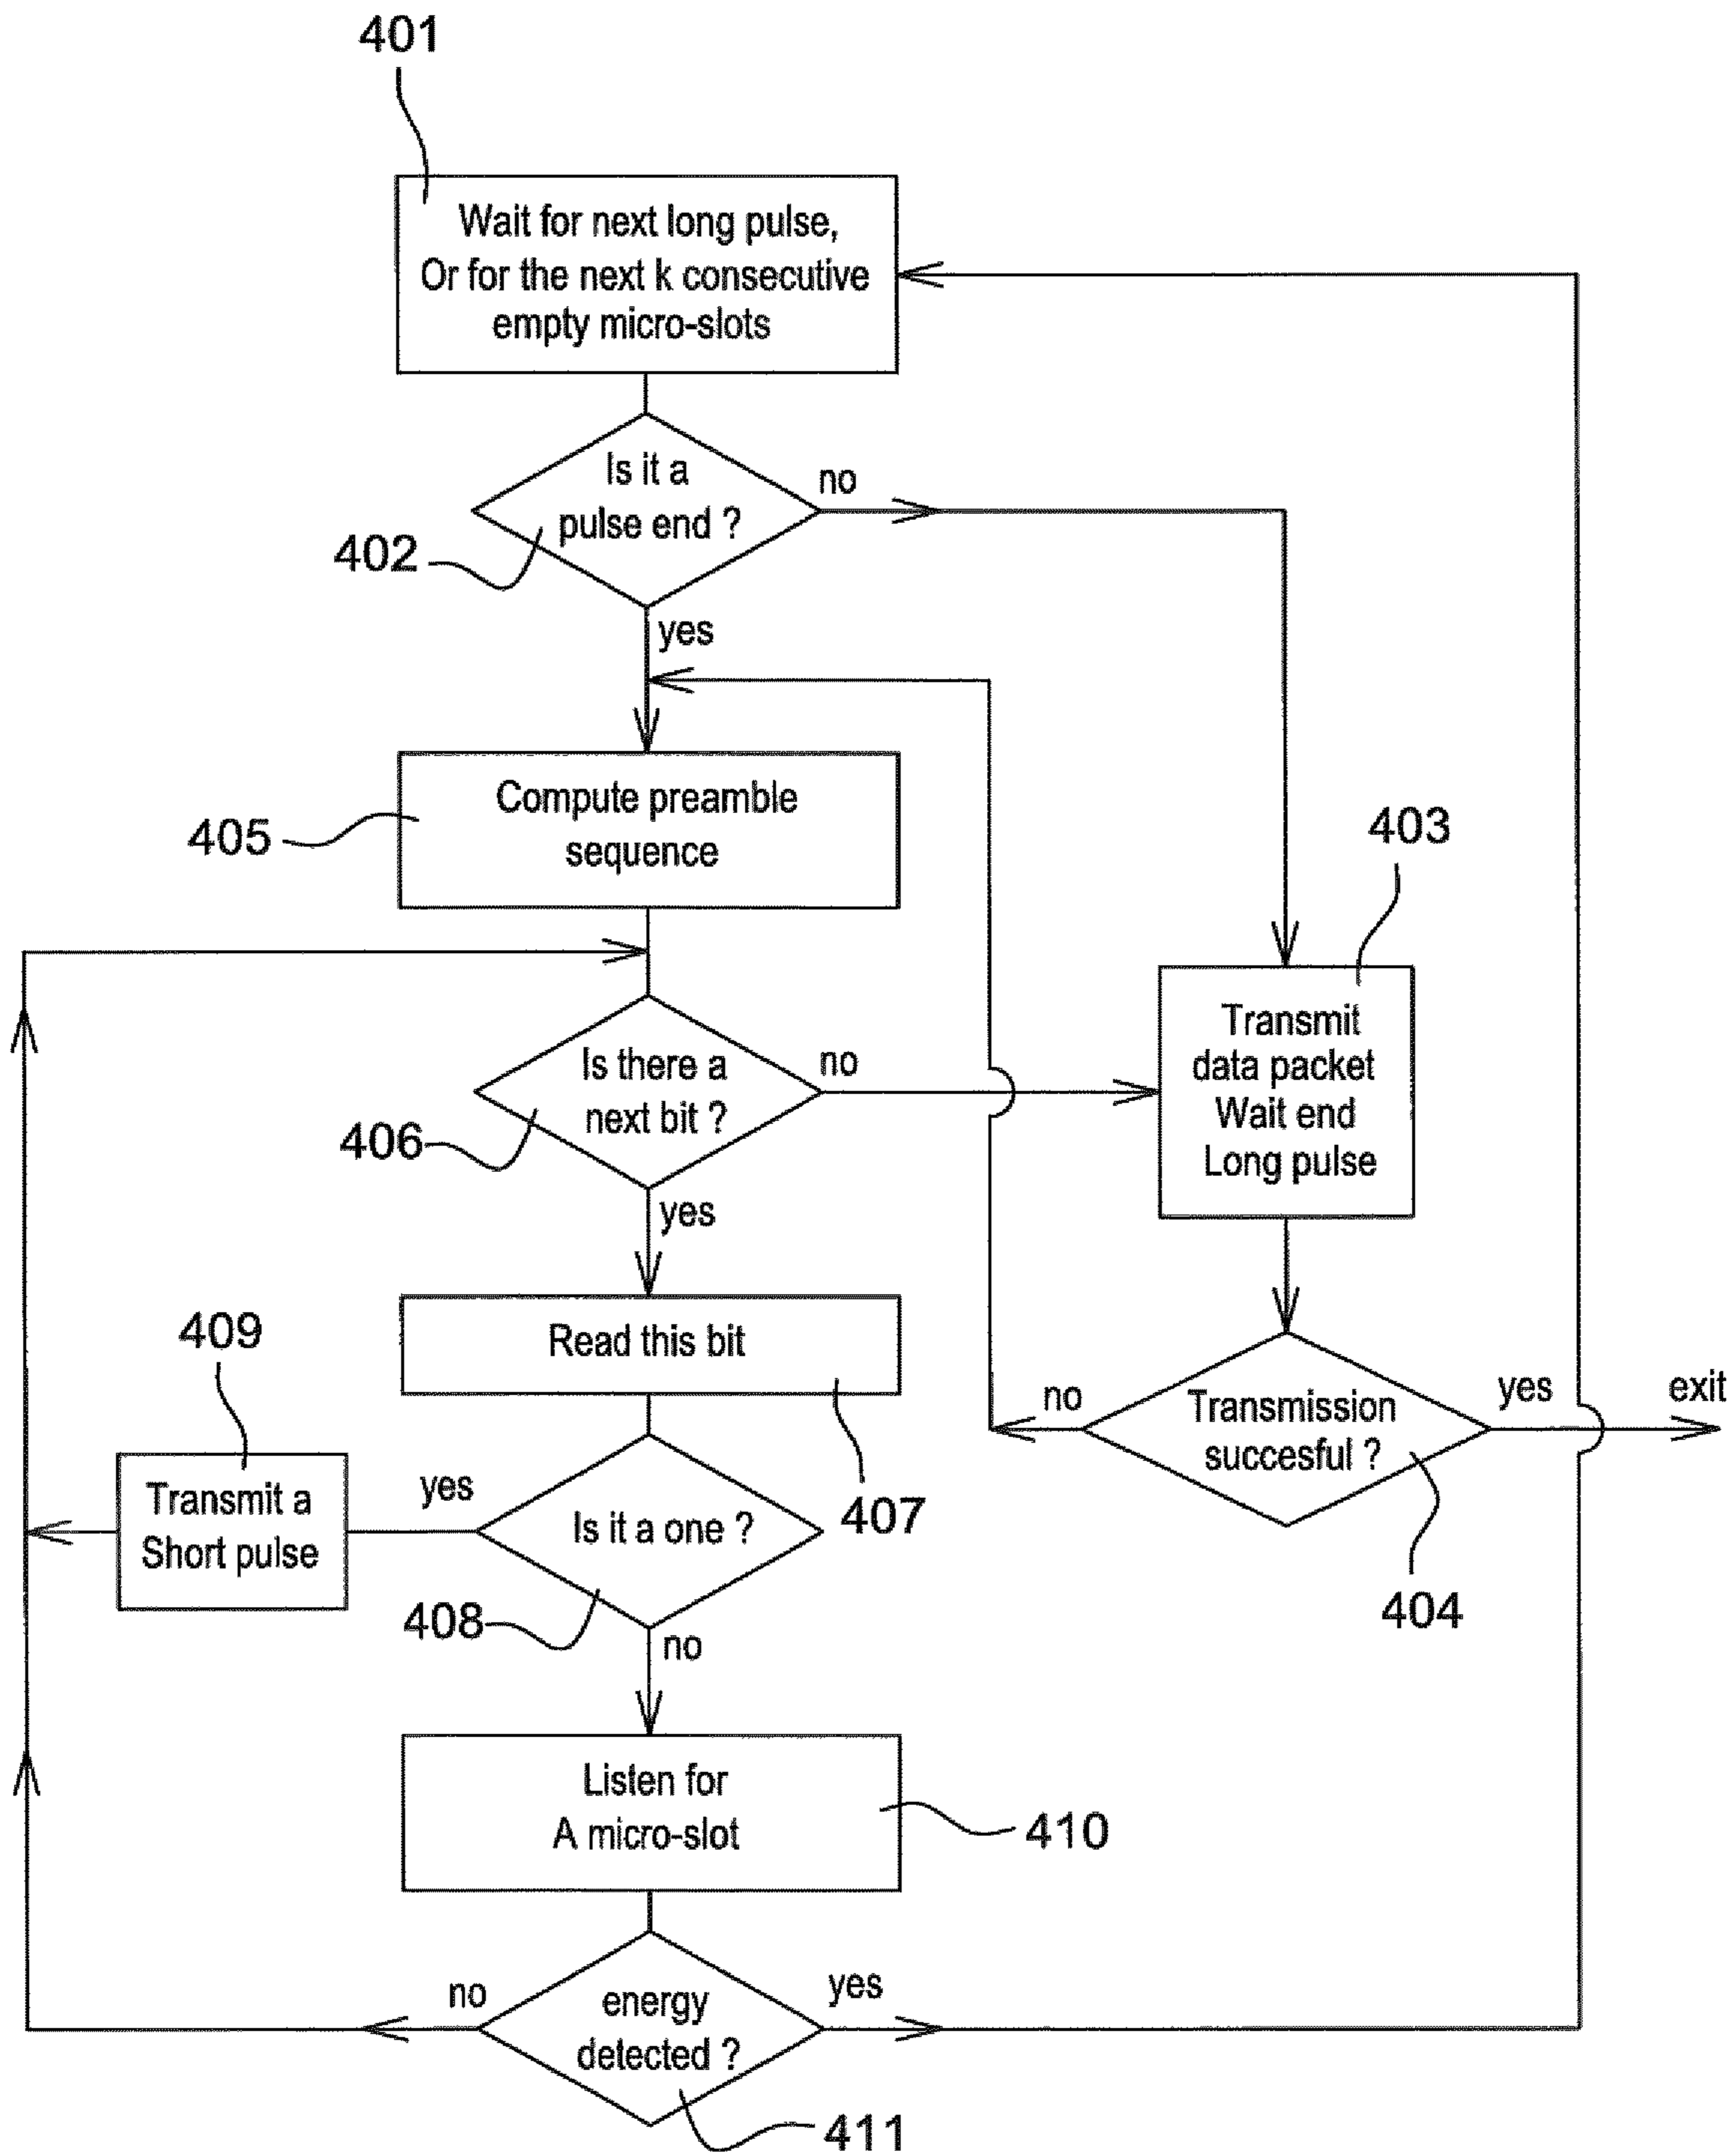 401
Wait for next long pulse,
Or for the next k consecutive
empty micro-slots
Is it a
pulse end ?
no
402
yes
Compute preamble
sequence
405
403
Transmit
data packet
Wait end
Long pulse
Is there a
next bit ?
no
406
yes
Read this bit
407
409
Transmit a
Short pulse
yes
Is it a one ?
408
no
no
Transmission
succesful ?
yes
exit
404
Listen for
A micro-slot
410
no
energy
detected ?
yes
411